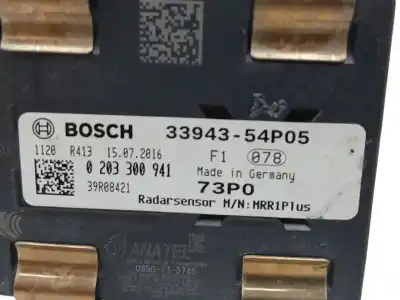 BOSCH 33943-54P05
1120 R413 15.07.2016 F1 078
0 203 300 941 Made in Germany
39R08421 73P0
Radarsensor M/N:MRR1Plus
ANATEL